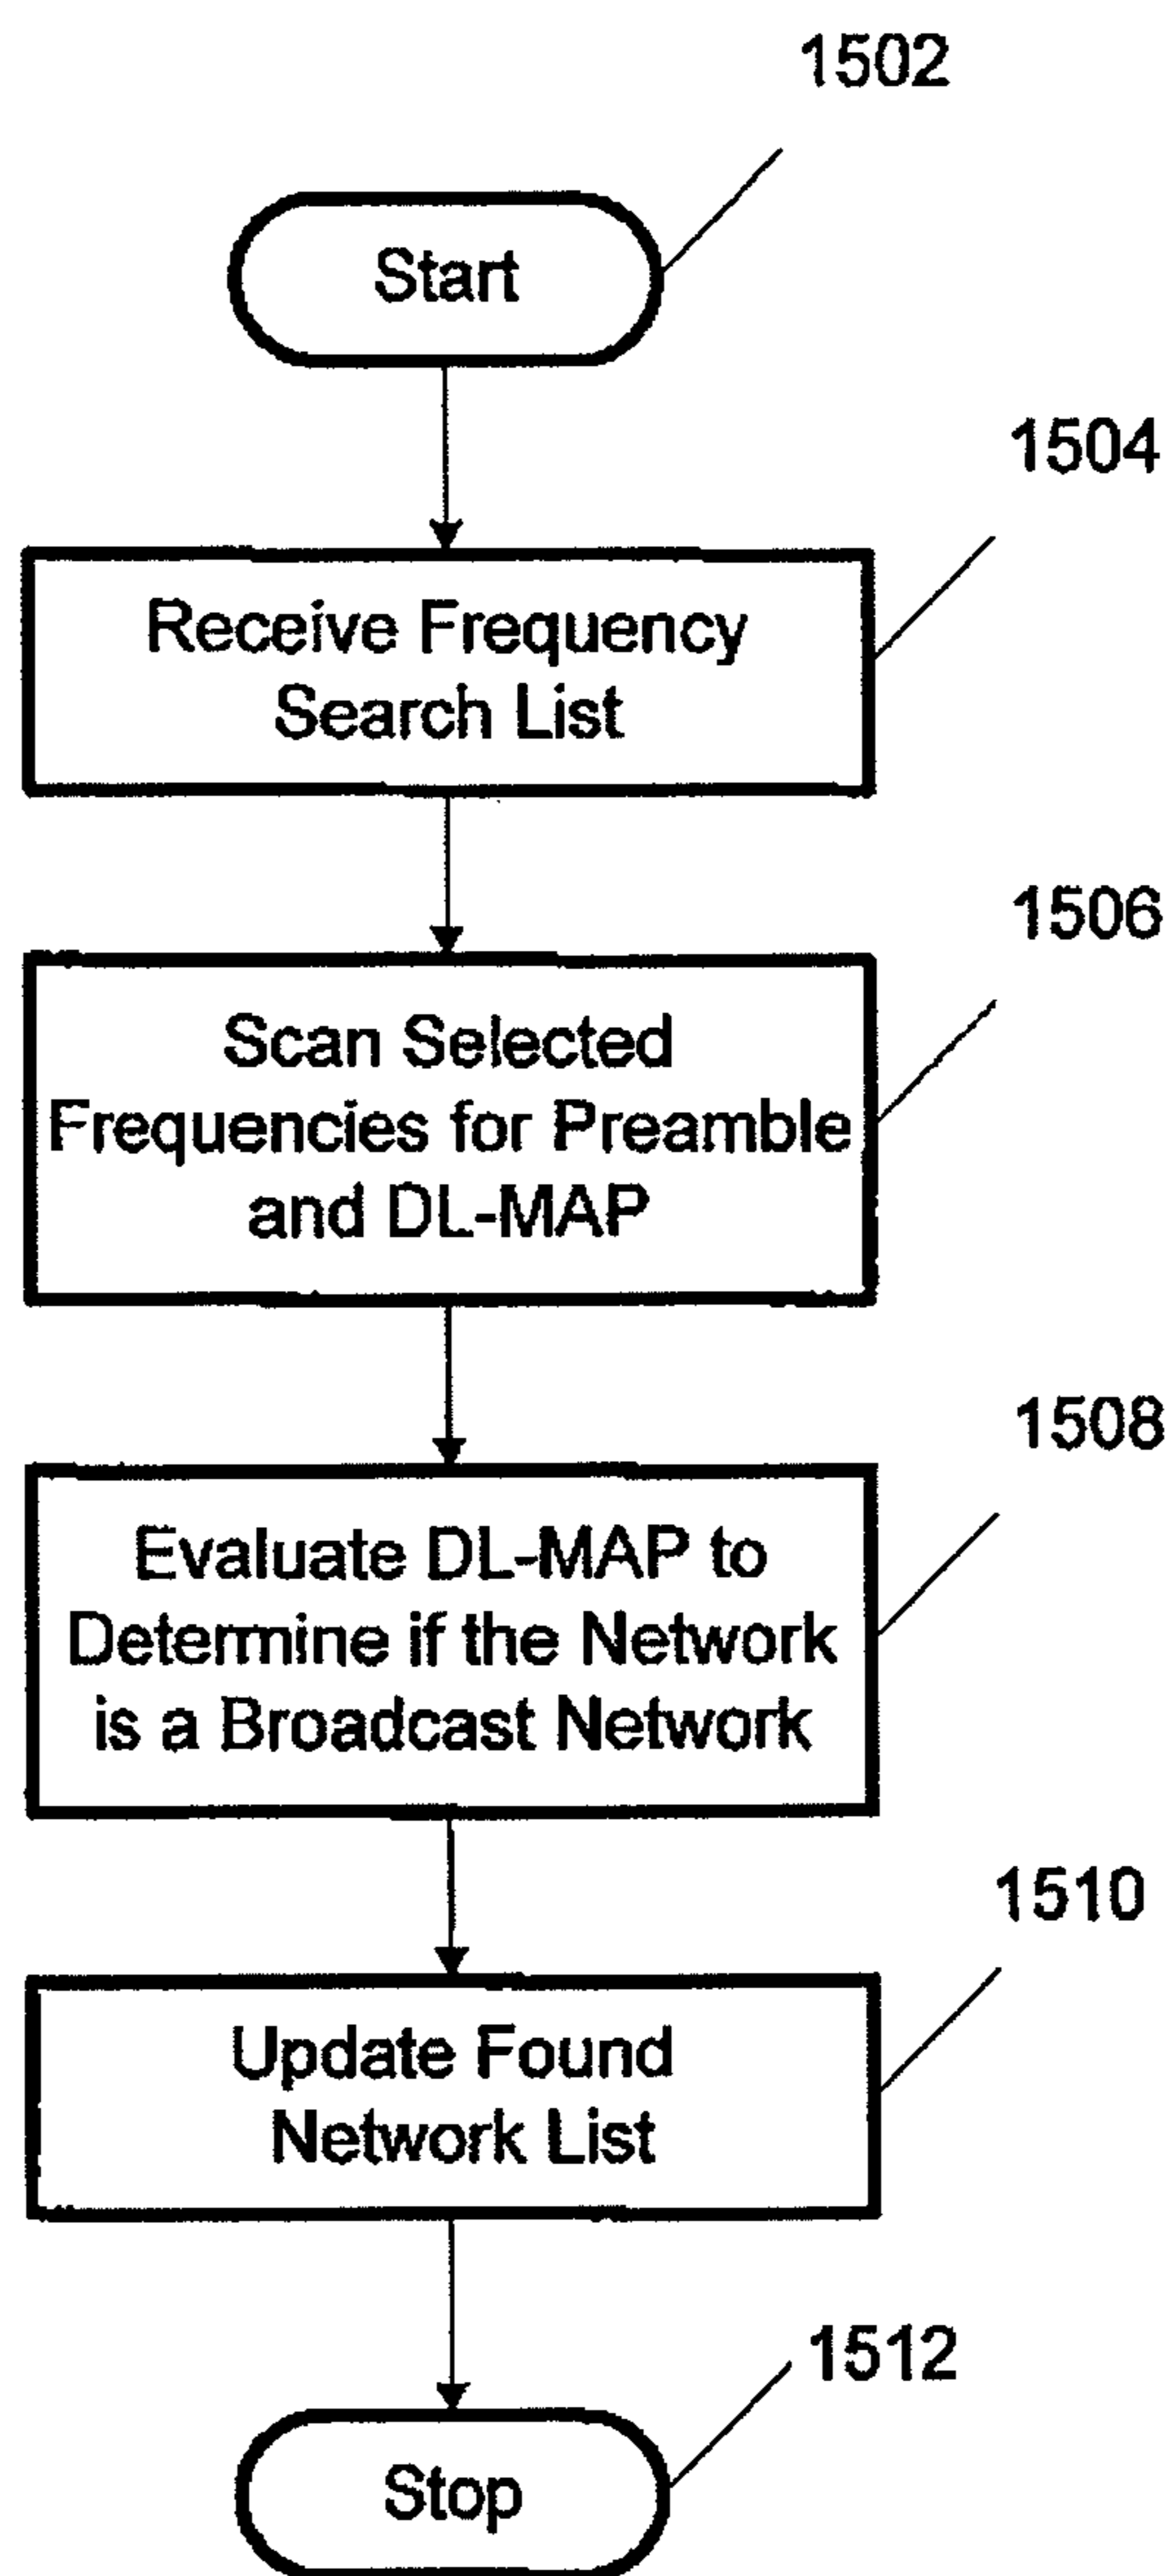 1502
Start
1504
Receive Frequency
Search List
1506
Scan Selected
Frequencies for Preamble
and DL-MAP
1508
Evaluate DL-MAP to
Determine if the Network
is a Broadcast Network
1510
Update Found
Network List
1512
Stop